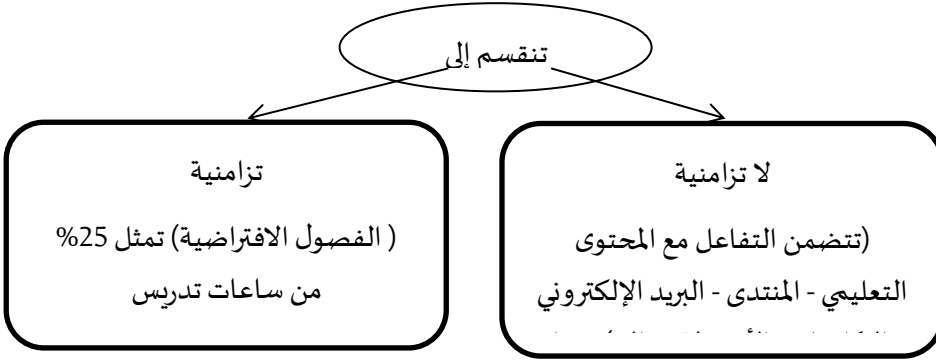 تنقسم إلى
لا تزامنية
(تتضمن التفاعل مع المحتوى
التعليمي - المنتدى - البريد الإلكتروني
تزامنية
( الفصول الافتراضية) تمثل 25%
من ساعات تدريس